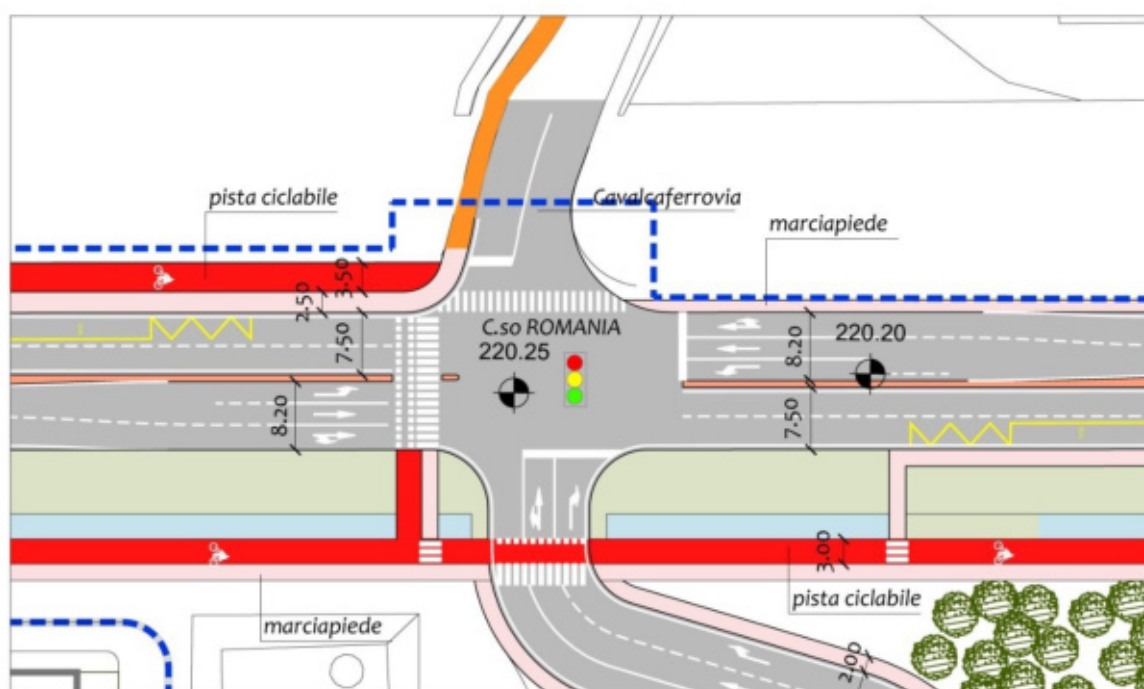 pista ciclabile
Cavalcaferrovia
marciapiede
3.50
2.50
7.50
C.so ROMANIA
220.25
8.20
220.20
8.20
7.50
3.00
pista ciclabile
marciapiede
2.00